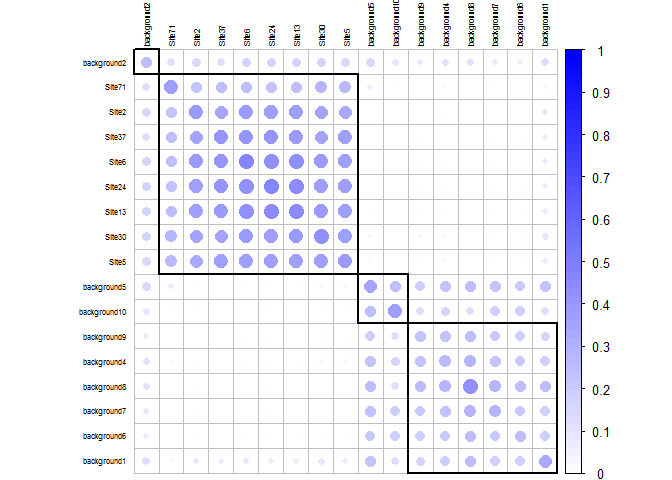 background2
Site71
Site2
Site37
Site6
Site24
Site13
Site30
Site5
background5
background10
background9
background4
background8
background7
background6
background1
background2
Site71
Site2
Site37
Site6
Site24
Site13
Site30
Site5
background5
background10
background9
background4
background8
background7
background6
background1
1
0.9
0.8
0.7
0.6
0.5
0.4
0.3
0.2
0.1
0